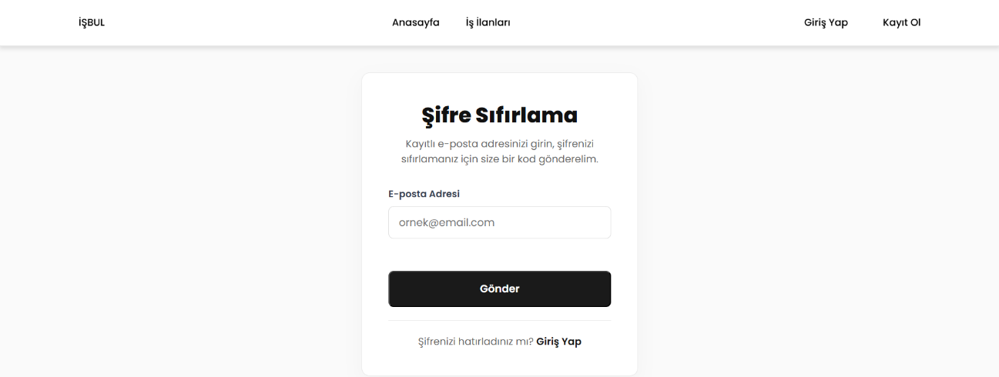 İŞBUL
Anasayfa
İş İlanları
Giriş Yap
Kayıt Ol
Şifre Sıfırlama
Kayıtlı e-posta adresinizi girin, şifrenizi
sıfırlamanız için size bir kod gönderelim.
E-posta Adresi
ornek@email.com
Gönder
Şifrenizi hatırladınız mı? Giriş Yap